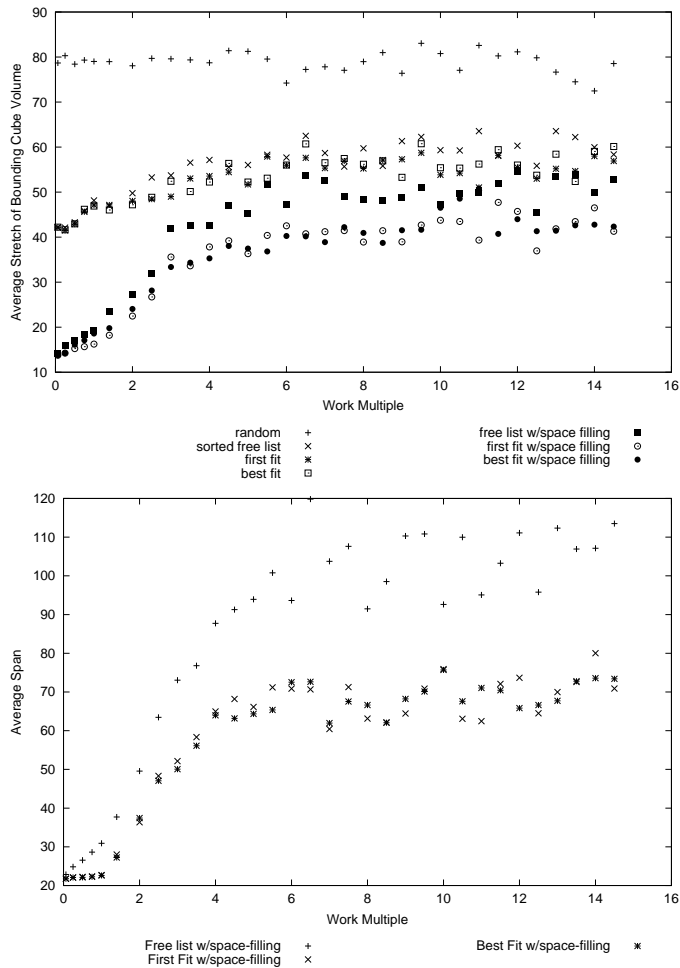 90
80
70
60
50
40
30
20
10
Average Stretch of Bounding Cube Volume
0 2 4 6 8 10 12 14 16
Work Multiple
random
sorted free list
first fit
best fit
free list w/space filling
first fit w/space filling
best fit w/space filling
120
110
100
90
80
70
60
50
40
30
20
Average Span
0 2 4 6 8 10 12 14 16
Work Multiple
Free list w/space-filling
First Fit w/space-filling
Best Fit w/space-filling